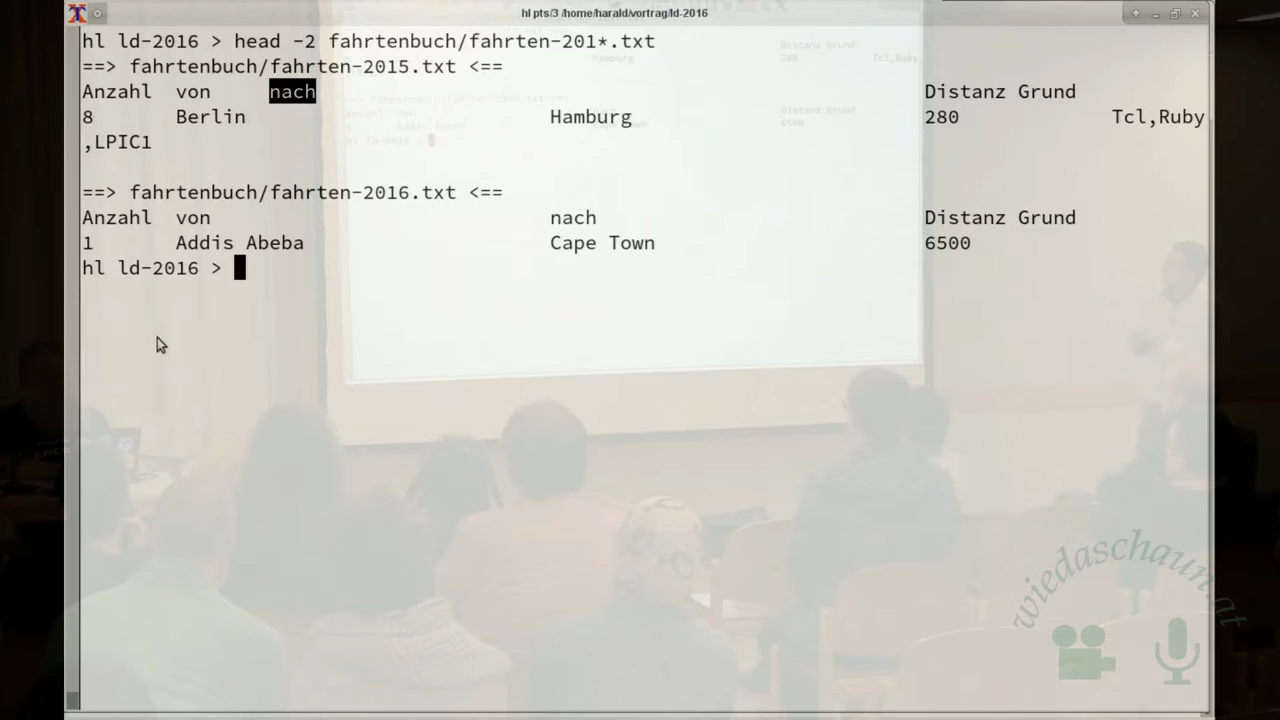 hl pts/3 /home/harald/vortrag/ld-2016
hl ld-2016 > head -2 fahrtenbuch/fahrten-201*.txt
==> fahrtenbuch/fahrten-2015.txt <==
Anzahl von nach Distanz Grund
8 Berlin Hamburg 280 Tcl,Ruby
,LPIC1
==> fahrtenbuch/fahrten-2016.txt <==
Anzahl von nach Distanz Grund
1 Addis Abeba Cape Town 6500
hl ld-2016 >
wiedaschaun.at